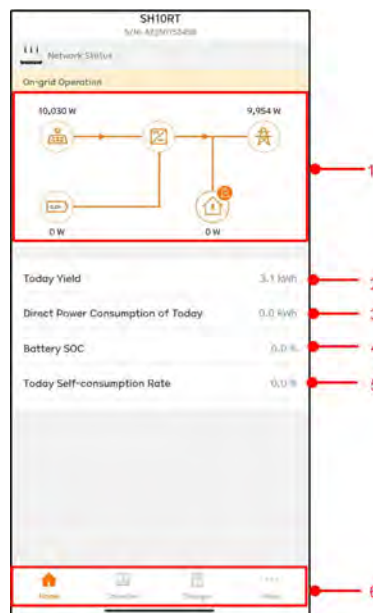 SH10RT
Network Status
On-grid Operation
10,030 W
9,954 W
0 W
0 W
1
Today Yield 3.1 kWh
2
Direct Power Consumption of Today 0.0 kWh
3
Battery SOC 0.0 %
4
Today Self-consumption Rate 0.0 %
5
Home
6